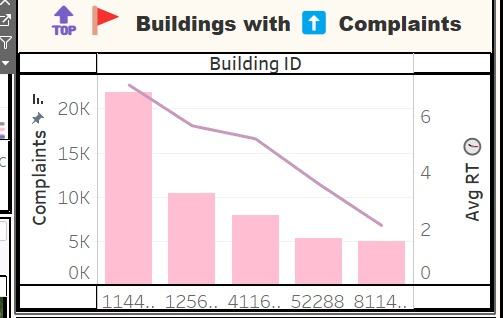 TOP Buildings with Complaints
Building ID
Complaints
20K
15K
10K
5K
0K
6
4
2
0
Avg RT
1144.. 1256.. 4116.. 52288 8114..